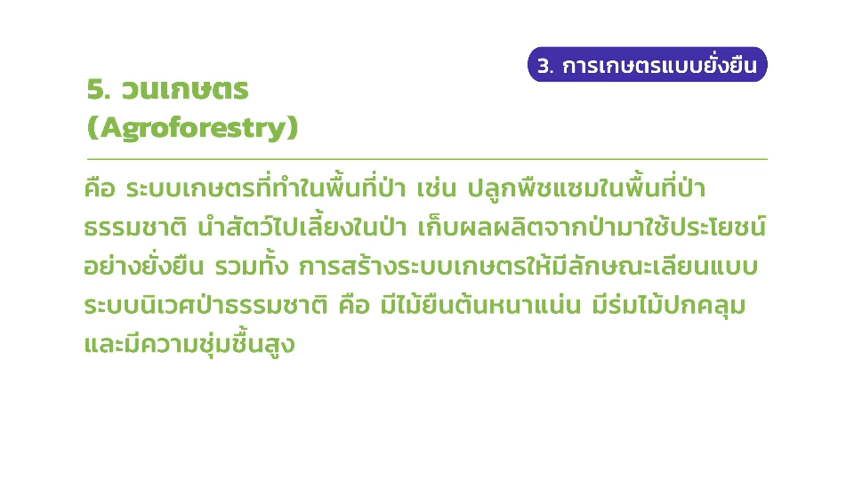 3. การเกษตรแบบยั่งยืน
5. วนเกษตร
(Agroforestry)
คือ ระบบเกษตรที่ทำในพื้นที่ป่า เช่น ปลูกพืชแซมในพื้นที่ป่า
ธรรมชาติ นำสัตว์ไปเลี้ยงในป่า เก็บผลผลิตจากป่ามาใช้ประโยชน์
อย่างยั่งยืน รวมทั้ง การสร้างระบบเกษตรให้มีลักษณะเลียนแบบ
ระบบนิเวศป่าธรรมชาติ คือ มีไม้ยืนต้นหนาแน่น มีร่มไม้ปกคลุม
และมีความชุ่มชื้นสูง